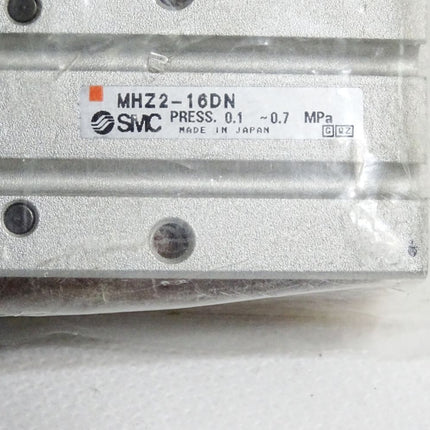 MHZ2-16DN
SMC PRESS. 0.1 ~0.7 MPa
MADE IN JAPAN